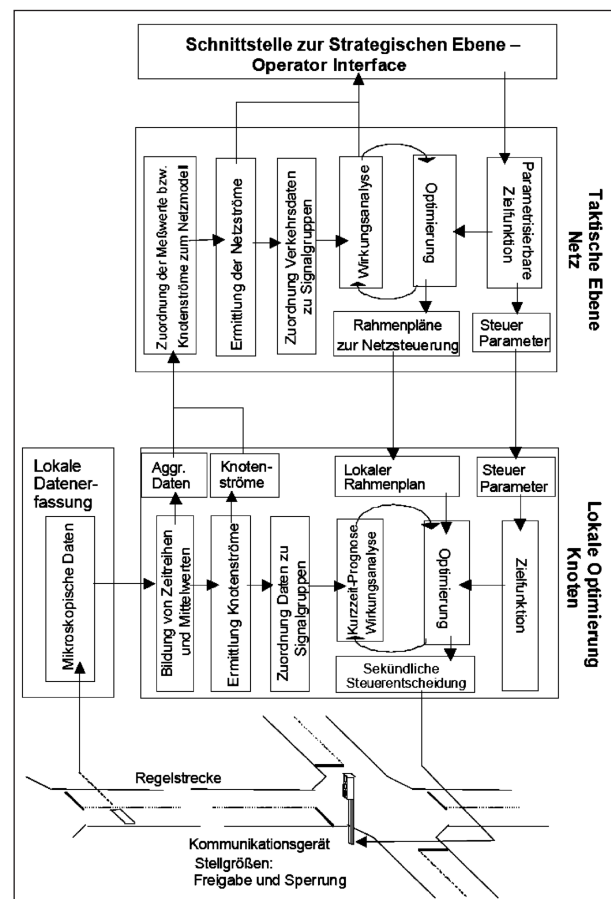 Schnittstelle zur Strategischen Ebene –
Operator Interface
Zuordnung der Meßwerte bzw.
Knotenströme zum Netzmodell
Ermittlung der Netzströme
Zuordnung Verkehrsdaten
zu Signalgruppen
Wirkungsanalyse
Optimierung
Parametrisierbare
Zielfunktion
Taktische Ebene
Netz
Rahmenpläne
zur Netzsteuerung
Steuer
Parameter
Lokale
Datener-
fassung
Mikroskopische Daten
Aggr.
Daten
Knoten-
ströme
Lokaler
Rahmenplan
Steuer
Parameter
Bildung von Zeitreihen
und Mittelwerten
Ermittlung Knotenströme
Zuordnung Daten zu
Signalgruppen
Kurzzeit-Prognose
Wirkungsanalyse
Optimierung
Zielfunktion
Lokale Optimierung
Knoten
Sekündliche
Steuerentscheidung
Regelstrecke
Kommunikationsgerät
Stellgrößen:
Freigabe und Sperrung